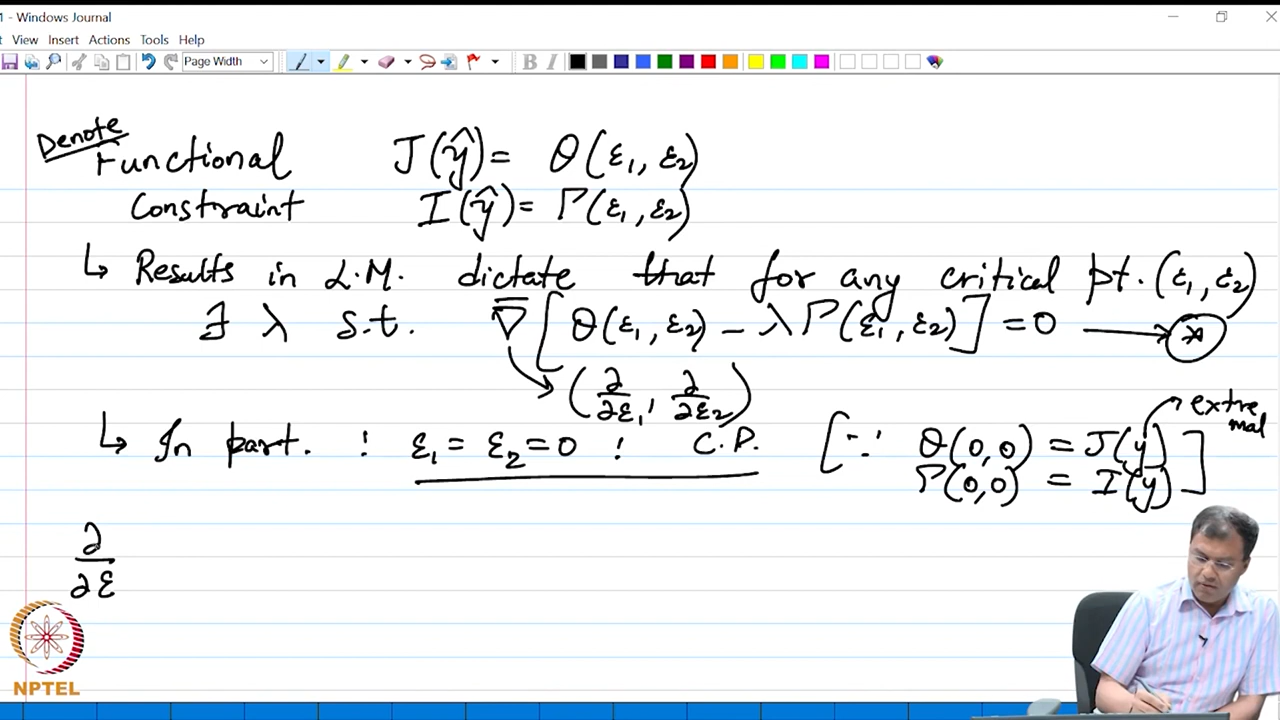 1 - Windows Journal
t View Insert Actions Tools Help
Page Width B I
Denote
Functional J(ŷ) = Θ(ε₁, ε₂)
Constraint I(ŷ) = Γ(ε₁, ε₂)
↳ Results in L.M. dictate that for any critical pt. (ε₁, ε₂)
∃ λ s.t. ∇̄ [Θ(ε₁, ε₂) - λ Γ(ε₁, ε₂)] = 0 → *
(∂/∂ε₁, ∂/∂ε₂)
↳ In part. : ε₁ = ε₂ = 0 : C.P. [∵ Θ(0,0) = J(y) → extremal
Γ(0,0) = I(y)]
∂/∂ε
NPTEL